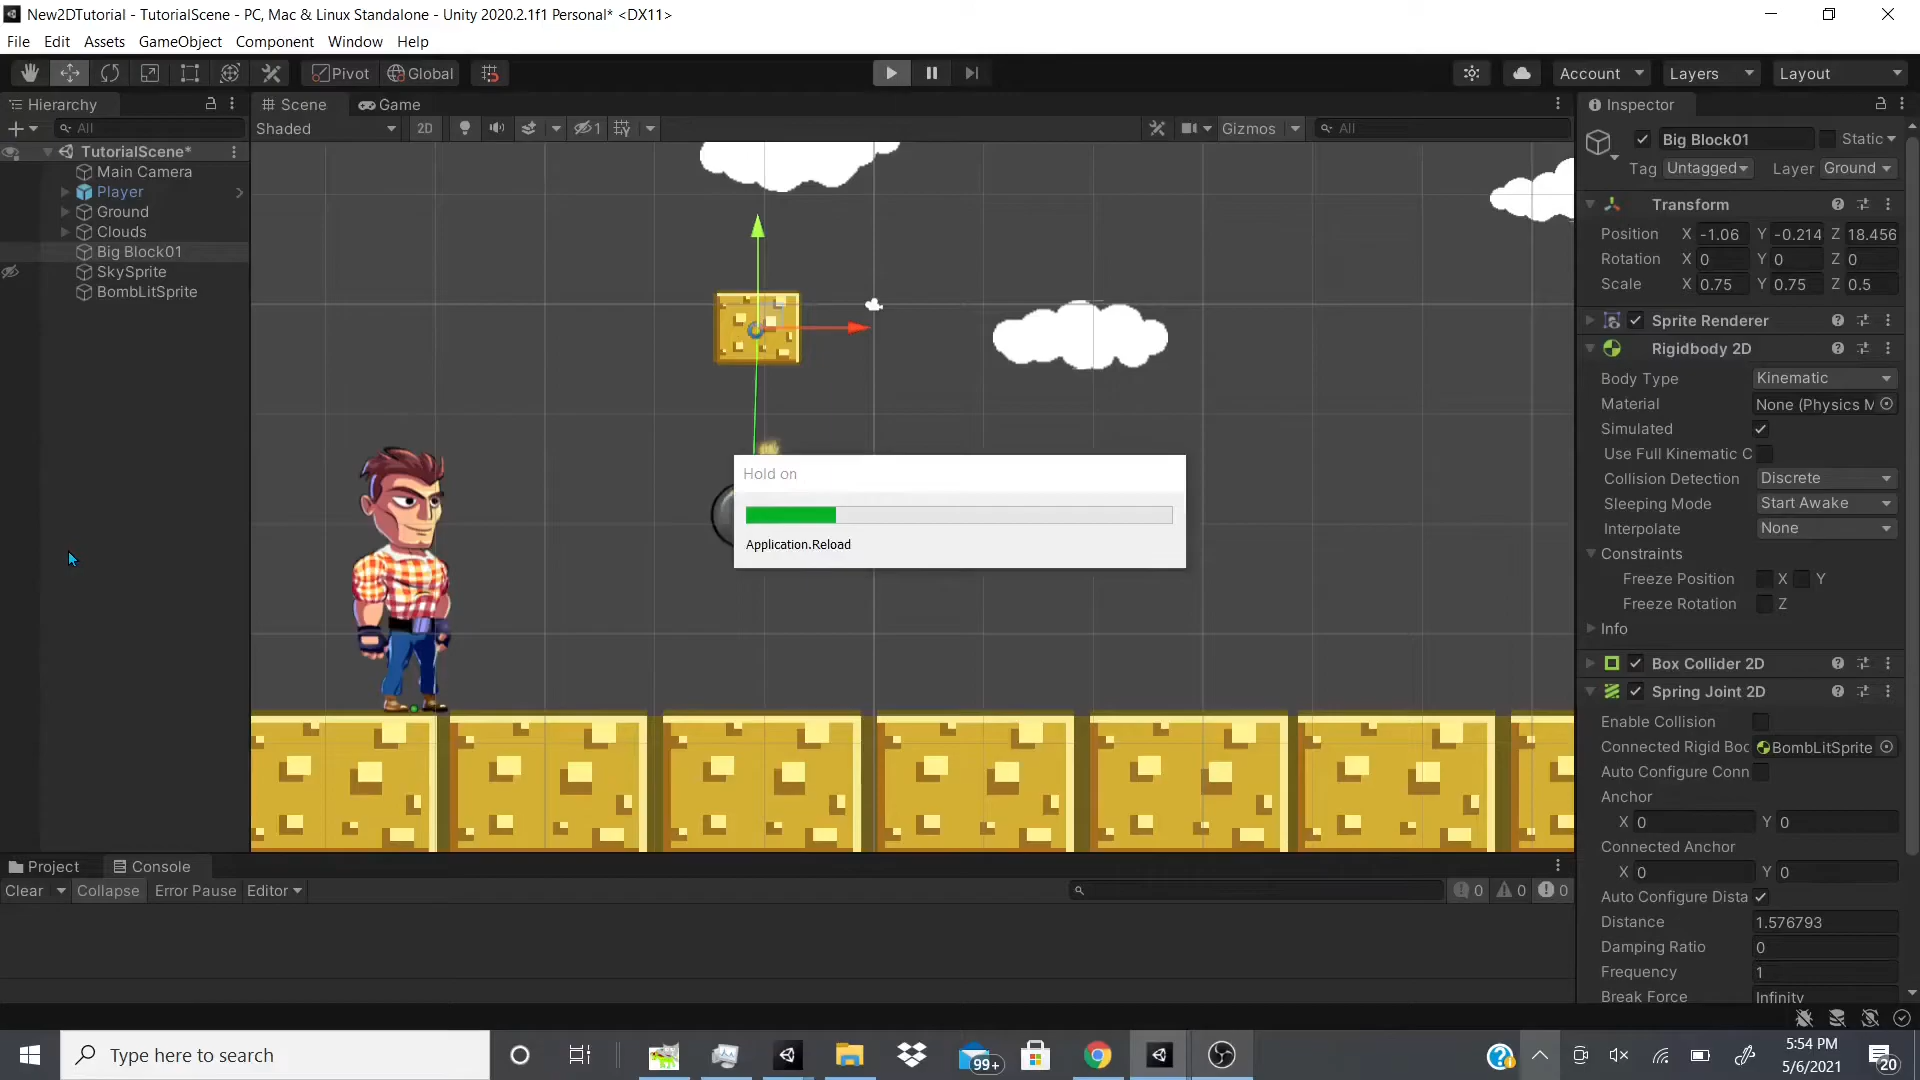 New2DTutorial - TutorialScene - PC, Mac & Linux Standalone - Unity 2020.2.1f1 Personal* <DX11>
File Edit Assets GameObject Component Window Help
Pivot Global Account Layers Layout
Hierarchy
All
TutorialScene*
Main Camera
Player
Ground
Clouds
Big Block01
SkySprite
BombLitSprite
Scene Game
Shaded 2D 1 Gizmos All
Hold on
Application.Reload
Inspector
Big Block01 Static
Tag Untagged Layer Ground
Transform
Position X -1.06 Y -0.214 Z 18.456
Rotation X 0 Y 0 Z 0
Scale X 0.75 Y 0.75 Z 0.5
Sprite Renderer
Rigidbody 2D
Body Type Kinematic
Material None (Physics M
Simulated
Use Full Kinematic C
Collision Detection Discrete
Sleeping Mode Start Awake
Interpolate None
Constraints
Freeze Position X Y
Freeze Rotation Z
Info
Box Collider 2D
Spring Joint 2D
Enable Collision
Connected Rigid Boc BombLitSprite
Auto Configure Conn
Anchor
X 0 Y 0
Connected Anchor
X 0 Y 0
Auto Configure Dista
Distance 1.576793
Damping Ratio 0
Frequency 1
Break Force Infinity
Project Console
Clear Collapse Error Pause Editor 0 0 0
Type here to search
99+
5:54 PM
5/6/2021
20